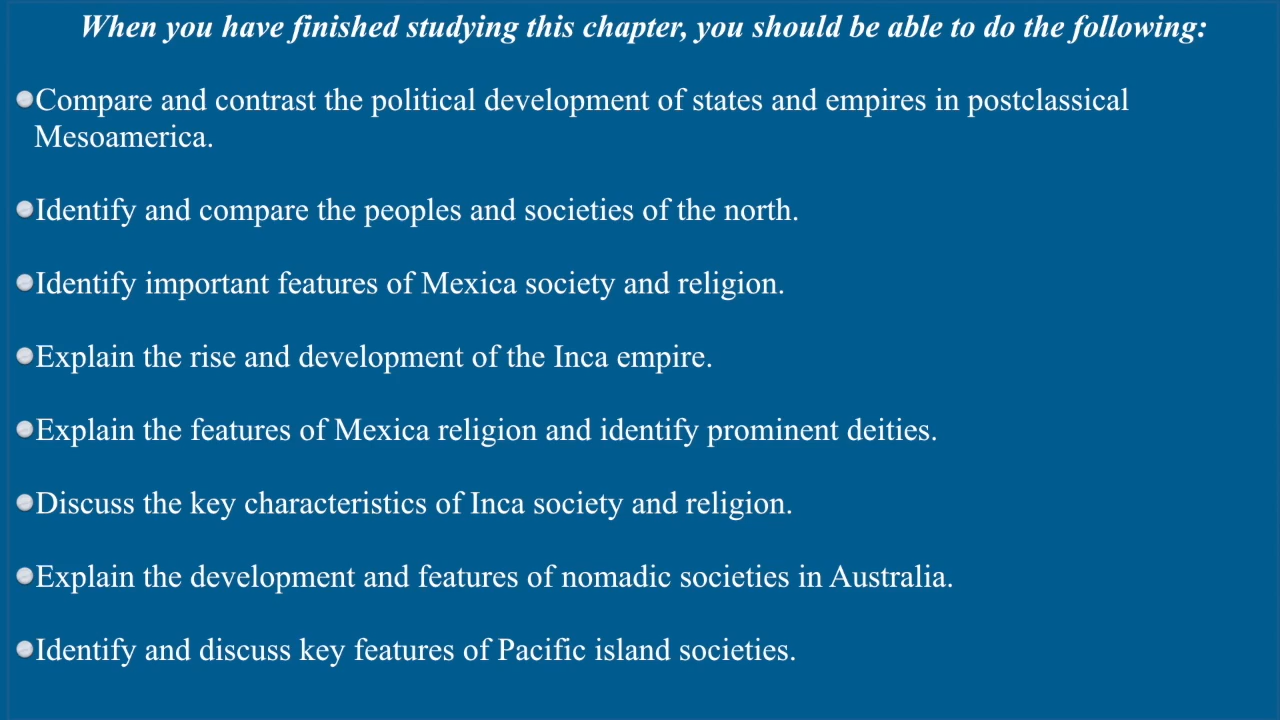 When you have finished studying this chapter, you should be able to do the following:
●Compare and contrast the political development of states and empires in postclassical
Mesoamerica.
●Identify and compare the peoples and societies of the north.
●Identify important features of Mexica society and religion.
●Explain the rise and development of the Inca empire.
●Explain the features of Mexica religion and identify prominent deities.
●Discuss the key characteristics of Inca society and religion.
●Explain the development and features of nomadic societies in Australia.
●Identify and discuss key features of Pacific island societies.